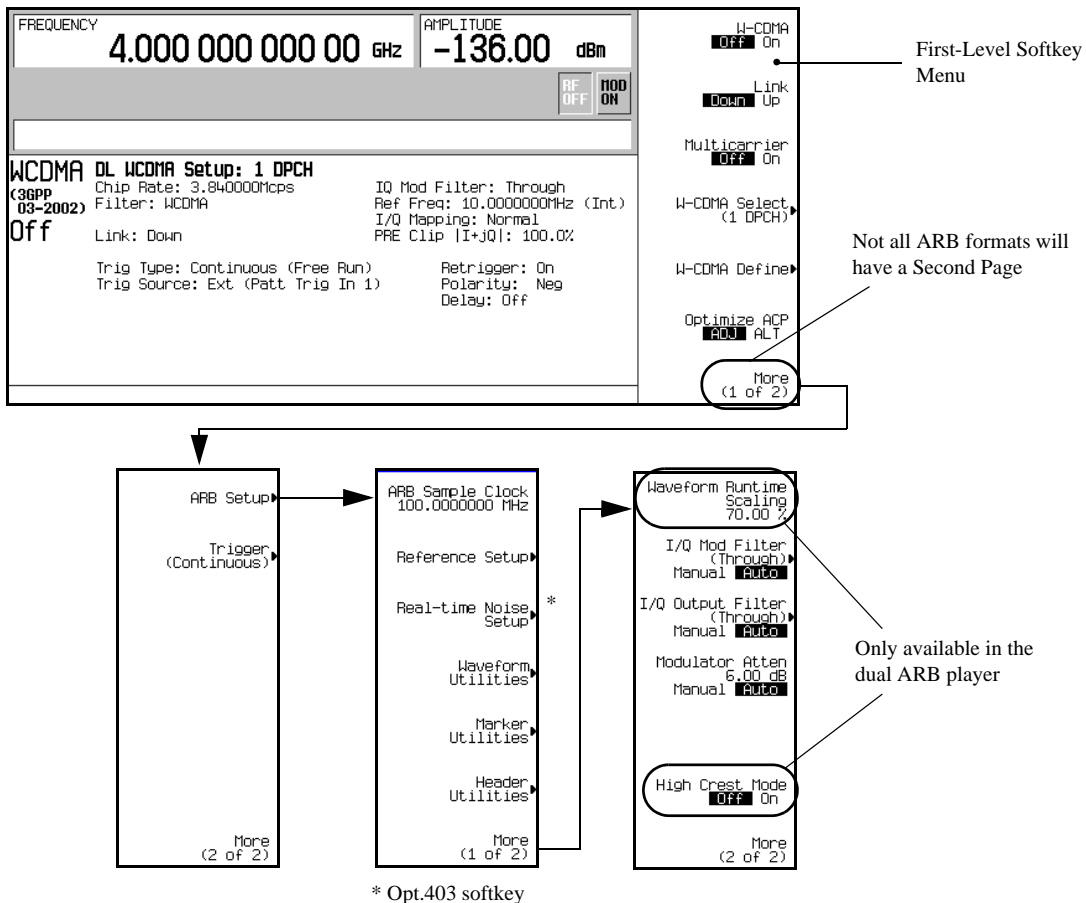 FREQUENCY
4.000 000 000 00 GHz
AMPLITUDE
-136.00 dBm
RF OFF
MOD ON
WCDMA
(3GPP
03-2002)
Off
DL WCDMA Setup: 1 DPCH
Chip Rate: 3.840000Mcps
Filter: WCDMA
Link: Down
IQ Mod Filter: Through
Ref Freq: 10.0000000MHz (Int)
I/Q Mapping: Normal
PRE Clip |I+jQ|: 100.0%
Trig Type: Continuous (Free Run)
Trig Source: Ext (Patt Trig In 1)
Retrigger: On
Polarity: Neg
Delay: Off
W-CDMA
Off On
Link
Down Up
Multicarrier
Off On
W-CDMA Select
(1 DPCH)
W-CDMA Define
Optimize ACP
ADJ ALT
More
(1 of 2)
First-Level Softkey
Menu
Not all ARB formats will
have a Second Page
ARB Setup
Trigger
(Continuous)
More
(2 of 2)
ARB Sample Clock
100.0000000 MHz
Reference Setup
Real-time Noise
Setup
*
Waveform
Utilities
Marker
Utilities
Header
Utilities
More
(1 of 2)
* Opt.403 softkey
Waveform Runtime
Scaling
70.00 %
I/Q Mod Filter
(Through)
Manual Auto
I/Q Output Filter
(Through)
Manual Auto
Modulator Atten
6.00 dB
Manual Auto
High Crest Mode
Off On
More
(2 of 2)
Only available in the
dual ARB player